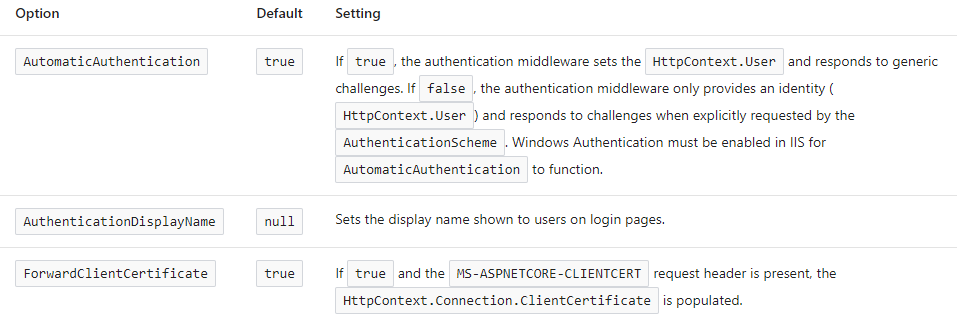 Option Default Setting
AutomaticAuthentication true If true , the authentication middleware sets the HttpContext.User and responds to generic
challenges. If false , the authentication middleware only provides an identity (
HttpContext.User ) and responds to challenges when explicitly requested by the
AuthenticationScheme . Windows Authentication must be enabled in IIS for
AutomaticAuthentication to function.
AuthenticationDisplayName null Sets the display name shown to users on login pages.
ForwardClientCertificate true If true and the MS-ASPNETCORE-CLIENTCERT request header is present, the
HttpContext.Connection.ClientCertificate is populated.